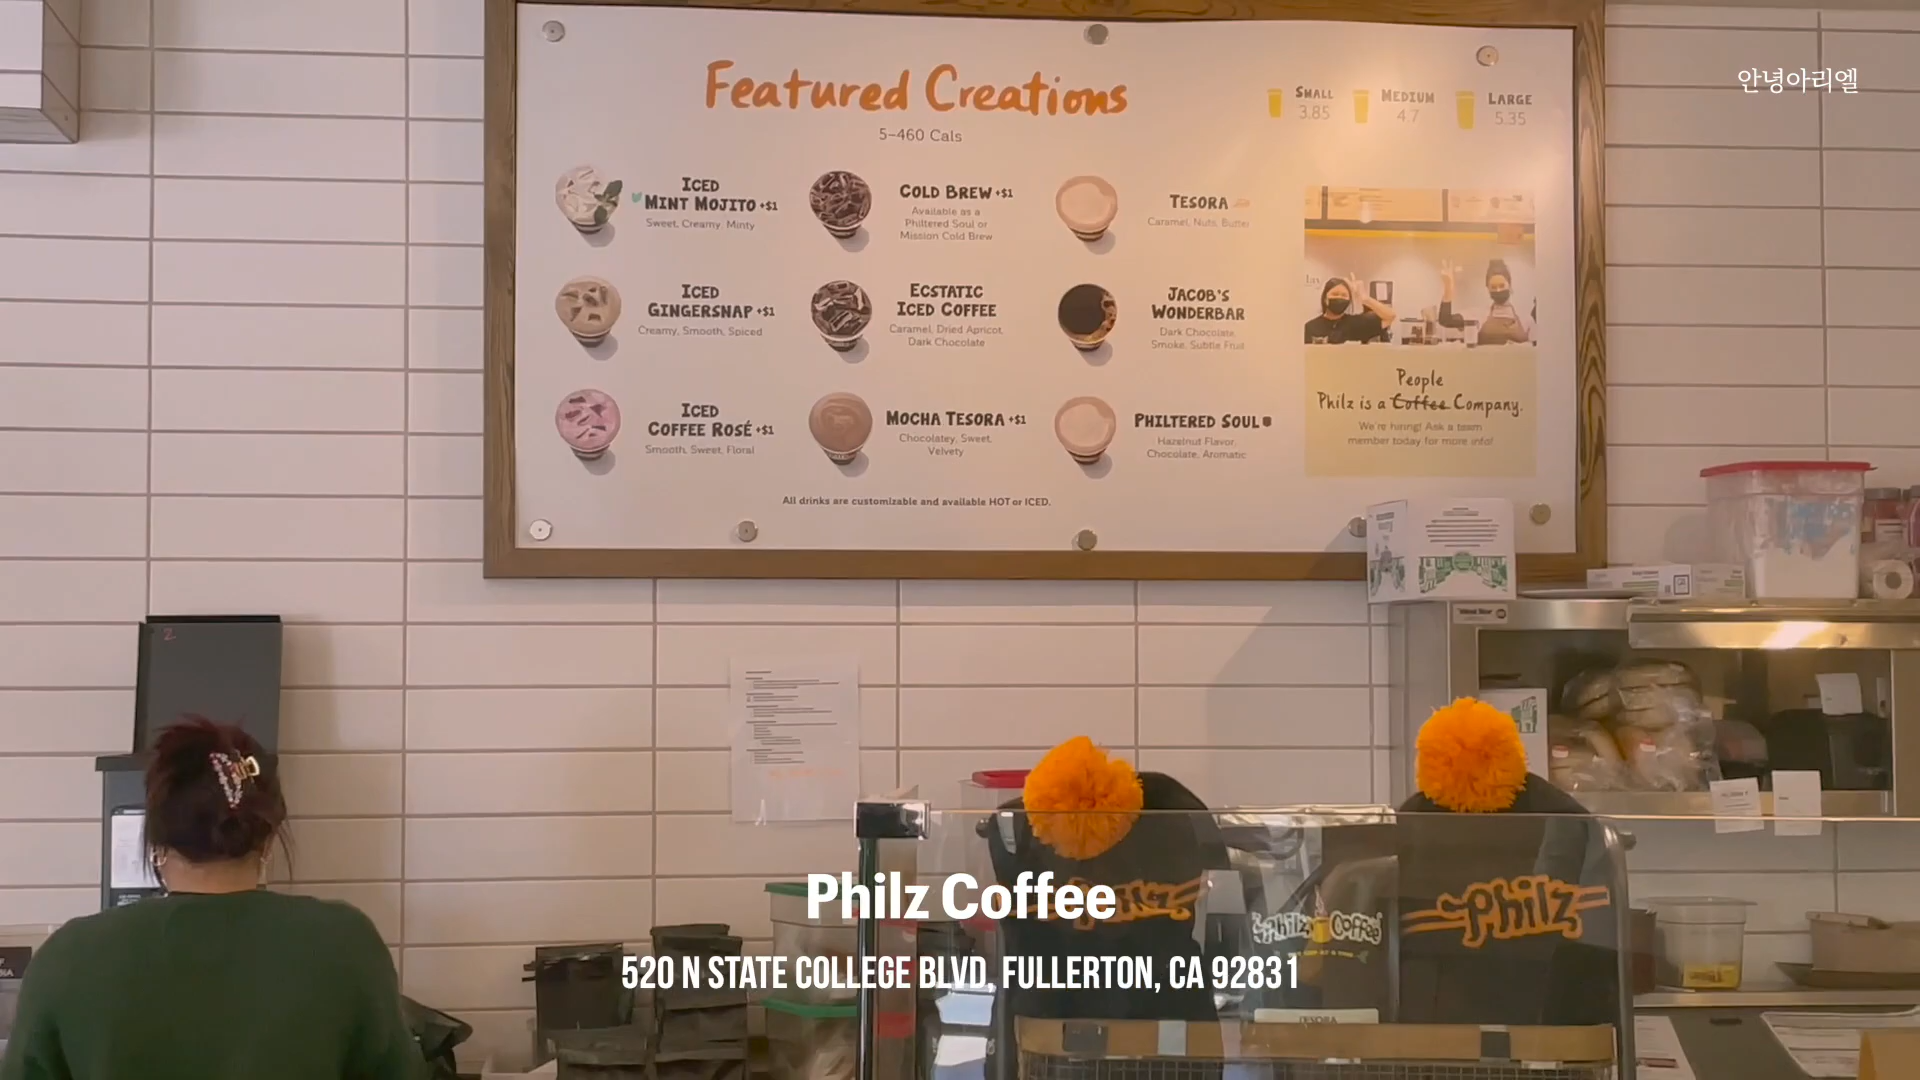 안녕아리엘
Featured Creations
5–460 Cals
SMALL
3.85
MEDIUM
4.7
LARGE
5.35
ICED
MINT MOJITO +$1
Sweet, Creamy, Minty
COLD BREW +$1
Available as a
Philtered Soul or
Mission Cold Brew
TESORA
Caramel, Nuts, Butter
ICED
GINGERSNAP +$1
Creamy, Smooth, Spiced
ECSTATIC
ICED COFFEE
Caramel, Dried Apricot,
Dark Chocolate
JACOB'S
WONDERBAR
Dark Chocolate,
Smoke, Subtle Fruit
ICED
COFFEE ROSÉ +$1
Smooth, Sweet, Floral
MOCHA TESORA +$1
Chocolatey, Sweet,
Velvety
PHILTERED SOUL
Hazelnut Flavor,
Chocolate, Aromatic
People
Philz is a Coffee Company.
We're hiring! Ask a team
member today for more info!
All drinks are customizable and available HOT or ICED.
Philz
Philz Coffee
Philz
Philz Coffee
520 N STATE COLLEGE BLVD, FULLERTON, CA 92831
TESORA